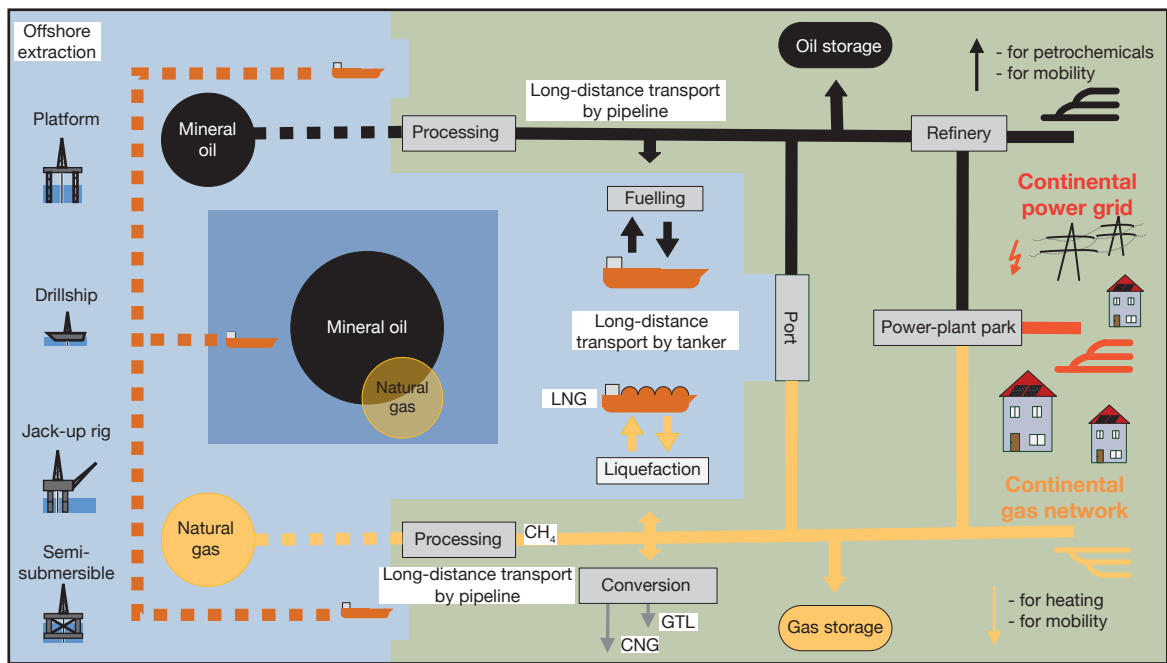 Offshore
extraction
Platform
Drillship
Jack-up rig
Semi-
submersible
Mineral
oil
Processing
Long-distance transport
by pipeline
Oil storage
Refinery
- for petrochemicals
- for mobility
Fuelling
Long-distance
transport by tanker
Port
Continental
power grid
Power-plant park
Mineral oil
Natural
gas
LNG
Liquefaction
Natural
gas
Processing
CH₄
Long-distance transport
by pipeline
Conversion
GTL
CNG
Gas storage
Continental
gas network
- for heating
- for mobility